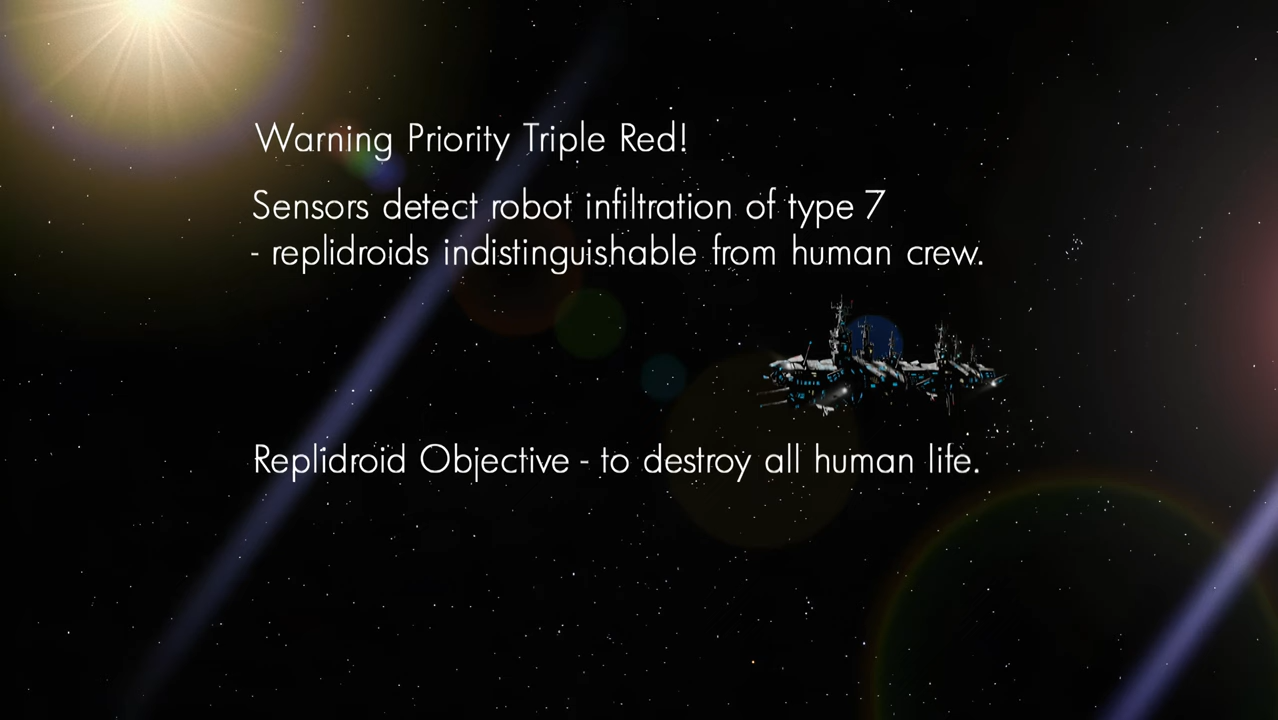 Warning Priority Triple Red!
Sensors detect robot infiltration of type 7
- replidroids indistinguishable from human crew.
Replidroid Objective - to destroy all human life.